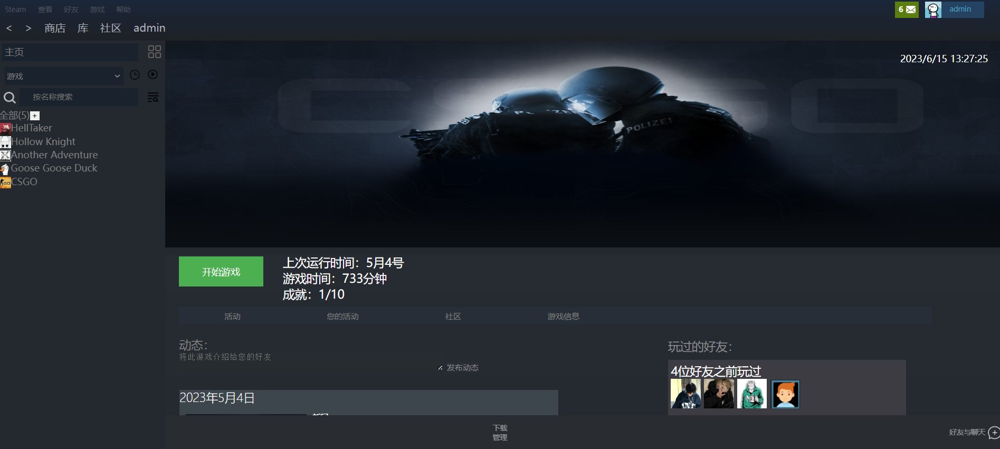 Steam 查看 好友 游戏 帮助
6
admin
< > 商店 库 社区 admin
主页
游戏
按名称搜索
全部(5)+
HellTaker
Hollow Knight
Another Adventure
Goose Goose Duck
GO CSGO
2023/6/15 13:27:25
CSGO
POLIZEI
POLIZEI
开始游戏
上次运行时间：5月4号
游戏时间：733分钟
成就：1/10
活动 您的活动 社区 游戏信息
动态：
将此游戏介绍给您的好友
发布动态
2023年5月4日
玩过的好友：
4位好友之前玩过
下载
管理
好友与聊天